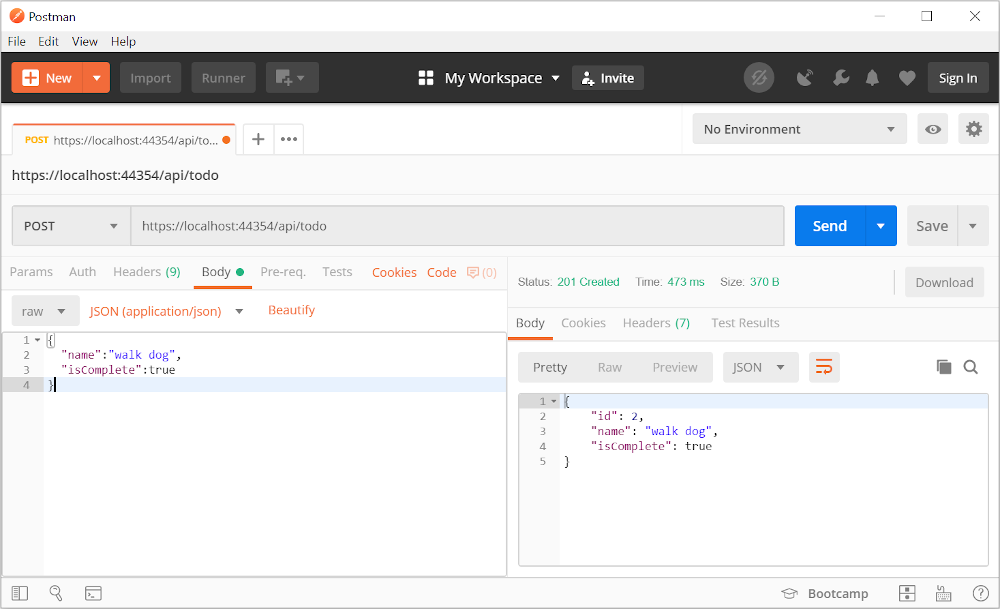 Postman
File Edit View Help
New Import Runner My Workspace Invite Sign In
POST https://localhost:44354/api/to... + ••• No Environment
https://localhost:44354/api/todo
POST https://localhost:44354/api/todo Send Save
Params Auth Headers (9) Body Pre-req. Tests Cookies Code (0)
raw JSON (application/json) Beautify
1 {
2 "name":"walk dog",
3 "isComplete":true
4 }
Status: 201 Created Time: 473 ms Size: 370 B Download
Body Cookies Headers (7) Test Results
Pretty Raw Preview JSON
1 {
2 "id": 2,
3 "name": "walk dog",
4 "isComplete": true
5 }
Bootcamp